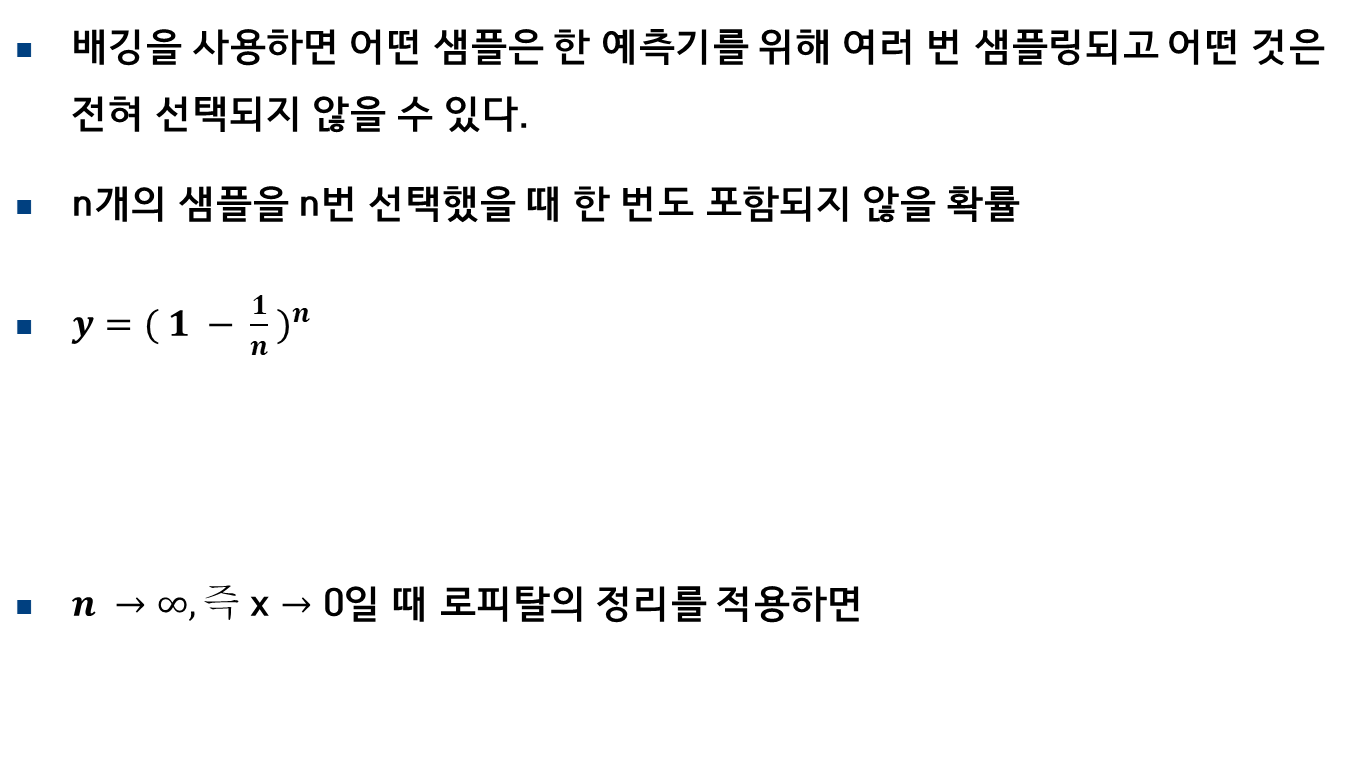 ▪ 배깅을 사용하면 어떤 샘플은 한 예측기를 위해 여러 번 샘플링되고 어떤 것은
전혀 선택되지 않을 수 있다.
▪ n개의 샘플을 n번 선택했을 때 한 번도 포함되지 않을 확률
▪ y = ( 1 − 1/n )ⁿ
▪ n → ∞, 즉 x → 0일 때 로피탈의 정리를 적용하면